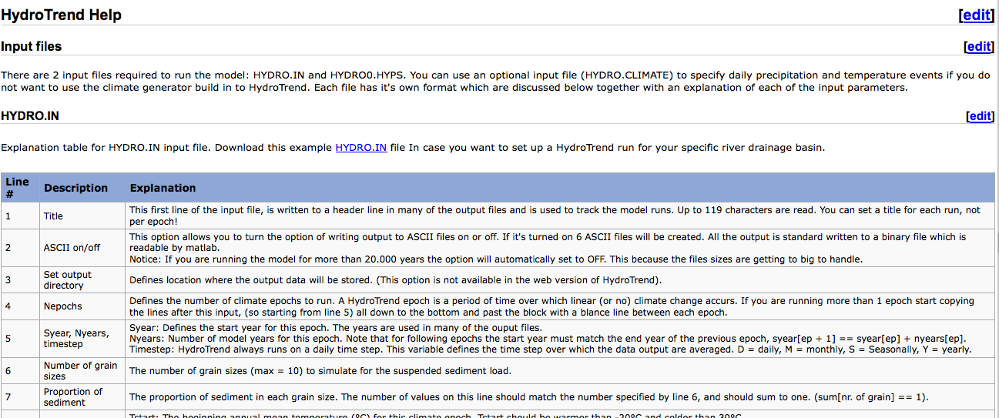 HydroTrend Help [edit]
Input files [edit]
There are 2 input files required to run the model: HYDRO.IN and HYDRO0.HYPS. You can use an optional input file (HYDRO.CLIMATE) to specify daily precipitation and temperature events if you do
not want to use the climate generator build in to HydroTrend. Each file has it's own format which are discussed below together with an explanation of each of the input parameters.
HYDRO.IN [edit]
Explanation table for HYDRO.IN input file. Download this example HYDRO.IN file In case you want to set up a HydroTrend run for your specific river drainage basin.
Line
# Description Explanation
1 Title This first line of the input file, is written to a header line in many of the output files and is used to track the model runs. Up to 119 characters are read. You can set a title for each run, not
per epoch!
2 ASCII on/off This option allows you to turn the option of writing output to ASCII files on or off. If it's turned on 6 ASCII files will be created. All the output is standard written to a binary file which is
readable by matlab.
Notice: If you are running the model for more than 20.000 years the option will automatically set to OFF. This because the files sizes are getting to big to handle.
3 Set output
directory Defines location where the output data will be stored. (This option is not available in the web version of HydroTrend).
4 Nepochs Defines the number of climate epochs to run. A HydroTrend epoch is a period of time over which linear (or no) climate change accurs. If you are running more than 1 epoch start copying
the lines after this input, (so starting from line 5) all down to the bottom and past the block with a blance line between each epoch.
5 Syear, Nyears,
timestep Syear: Defines the start year for this epoch. The years are used in many of the ouput files.
Nyears: Number of model years for this epoch. Note that for following epochs the start year must match the end year of the previous epoch, syear[ep + 1] == syear[ep] + nyears[ep].
Timestep: HydroTrend always runs on a daily time step. This variable defines the time step over which the data output are averaged. D = daily, M = monthly, S = Seasonally, Y = yearly.
6 Number of grain
sizes The number of grain sizes (max = 10) to simulate for the suspended sediment load.
7 Proportion of
sediment The proportion of sediment in each grain size. The number of values on this line should match the number specified by line 6, and should sum to one. (sum[nr. of grain] == 1).
Tstart: The beginning annual mean temperature (ºC) for this climate epoch. Tstart should be warmer than -20ºC and colder than 30ºC.